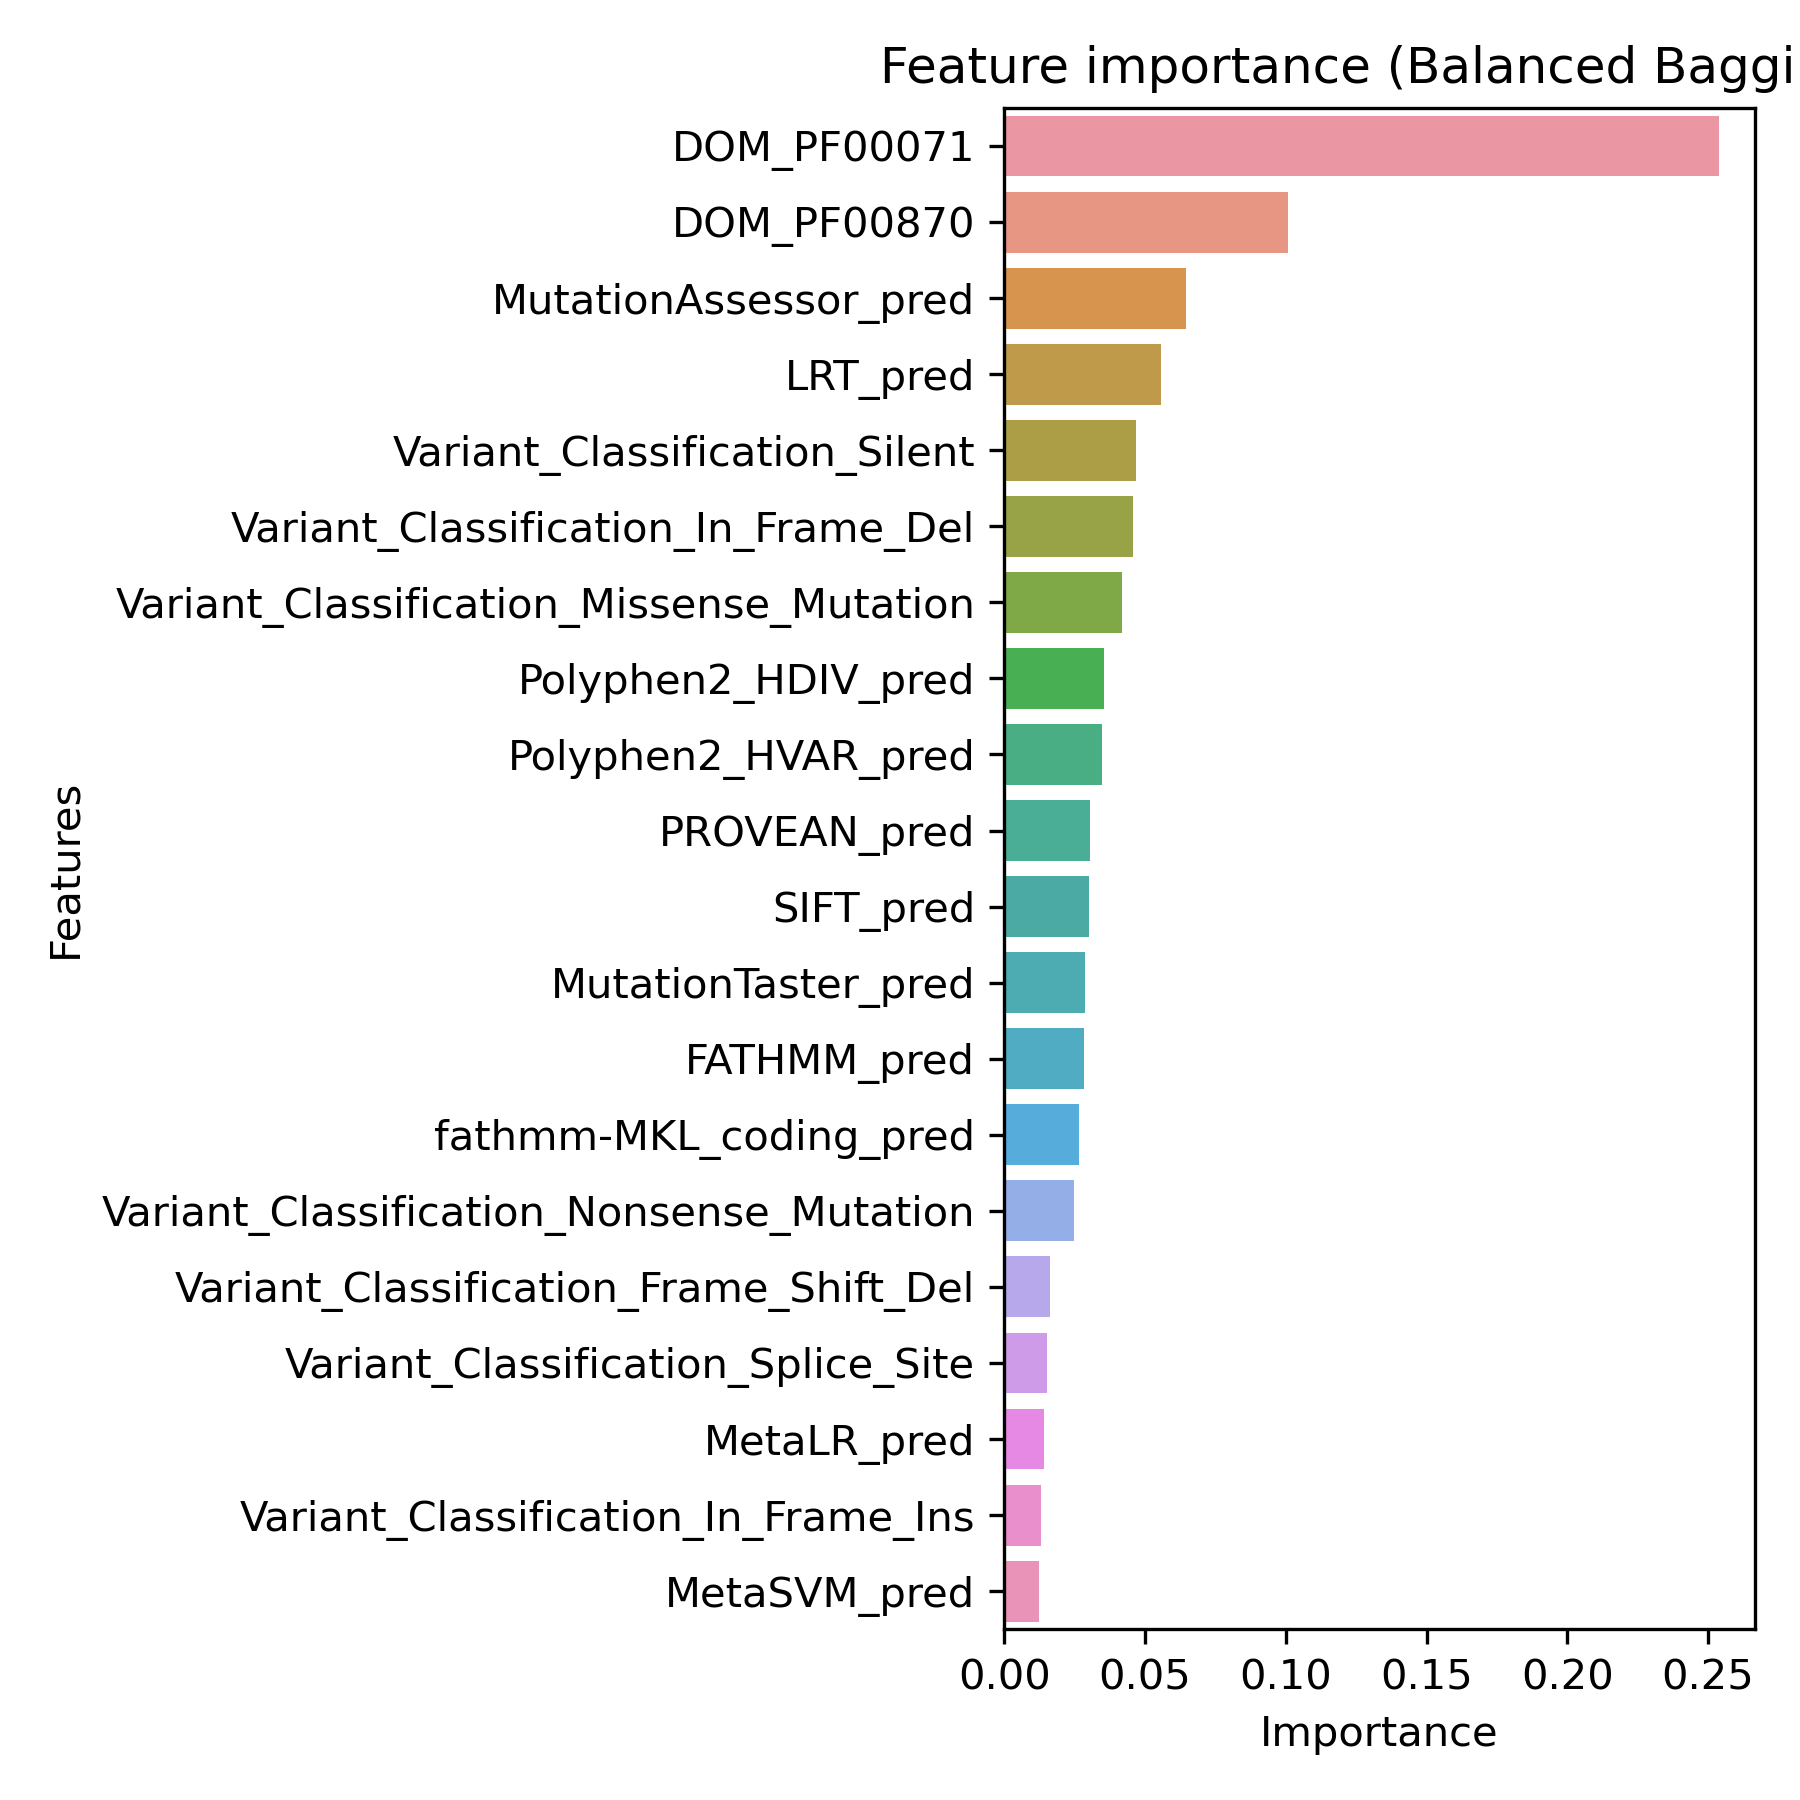 Feature importance (Balanced Baggi
DOM_PF00071
DOM_PF00870
MutationAssessor_pred
LRT_pred
Variant_Classification_Silent
Variant_Classification_In_Frame_Del
Variant_Classification_Missense_Mutation
Polyphen2_HDIV_pred
Polyphen2_HVAR_pred
PROVEAN_pred
SIFT_pred
MutationTaster_pred
FATHMM_pred
fathmm-MKL_coding_pred
Variant_Classification_Nonsense_Mutation
Variant_Classification_Frame_Shift_Del
Variant_Classification_Splice_Site
MetaLR_pred
Variant_Classification_In_Frame_Ins
MetaSVM_pred
Features
0.00 0.05 0.10 0.15 0.20 0.25
Importance